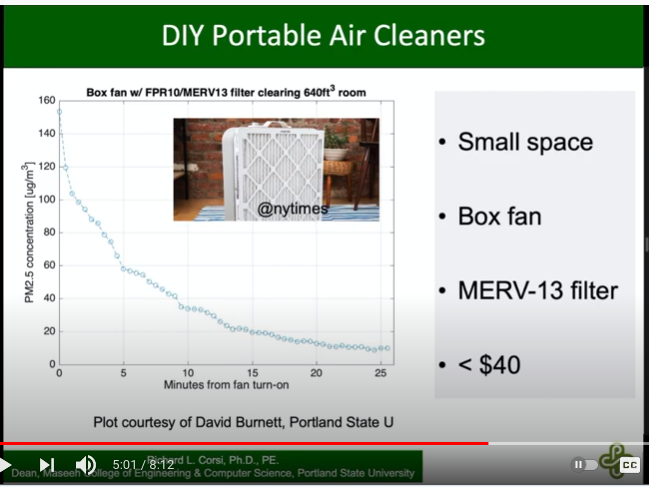 DIY Portable Air Cleaners
Box fan w/ FPR10/MERV13 filter clearing 640ft³ room
PM2.5 concentration [ug/m³]
160
140
120
100
80
60
40
20
0
0 5 10 15 20 25
Minutes from fan turn-on
@nytimes
• Small space
• Box fan
• MERV-13 filter
• < $40
Plot courtesy of David Burnett, Portland State U
Richard L. Corsi, Ph.D., PE.
Dean, Maseeh College of Engineering & Computer Science, Portland State University
5:01 / 8:12
CC